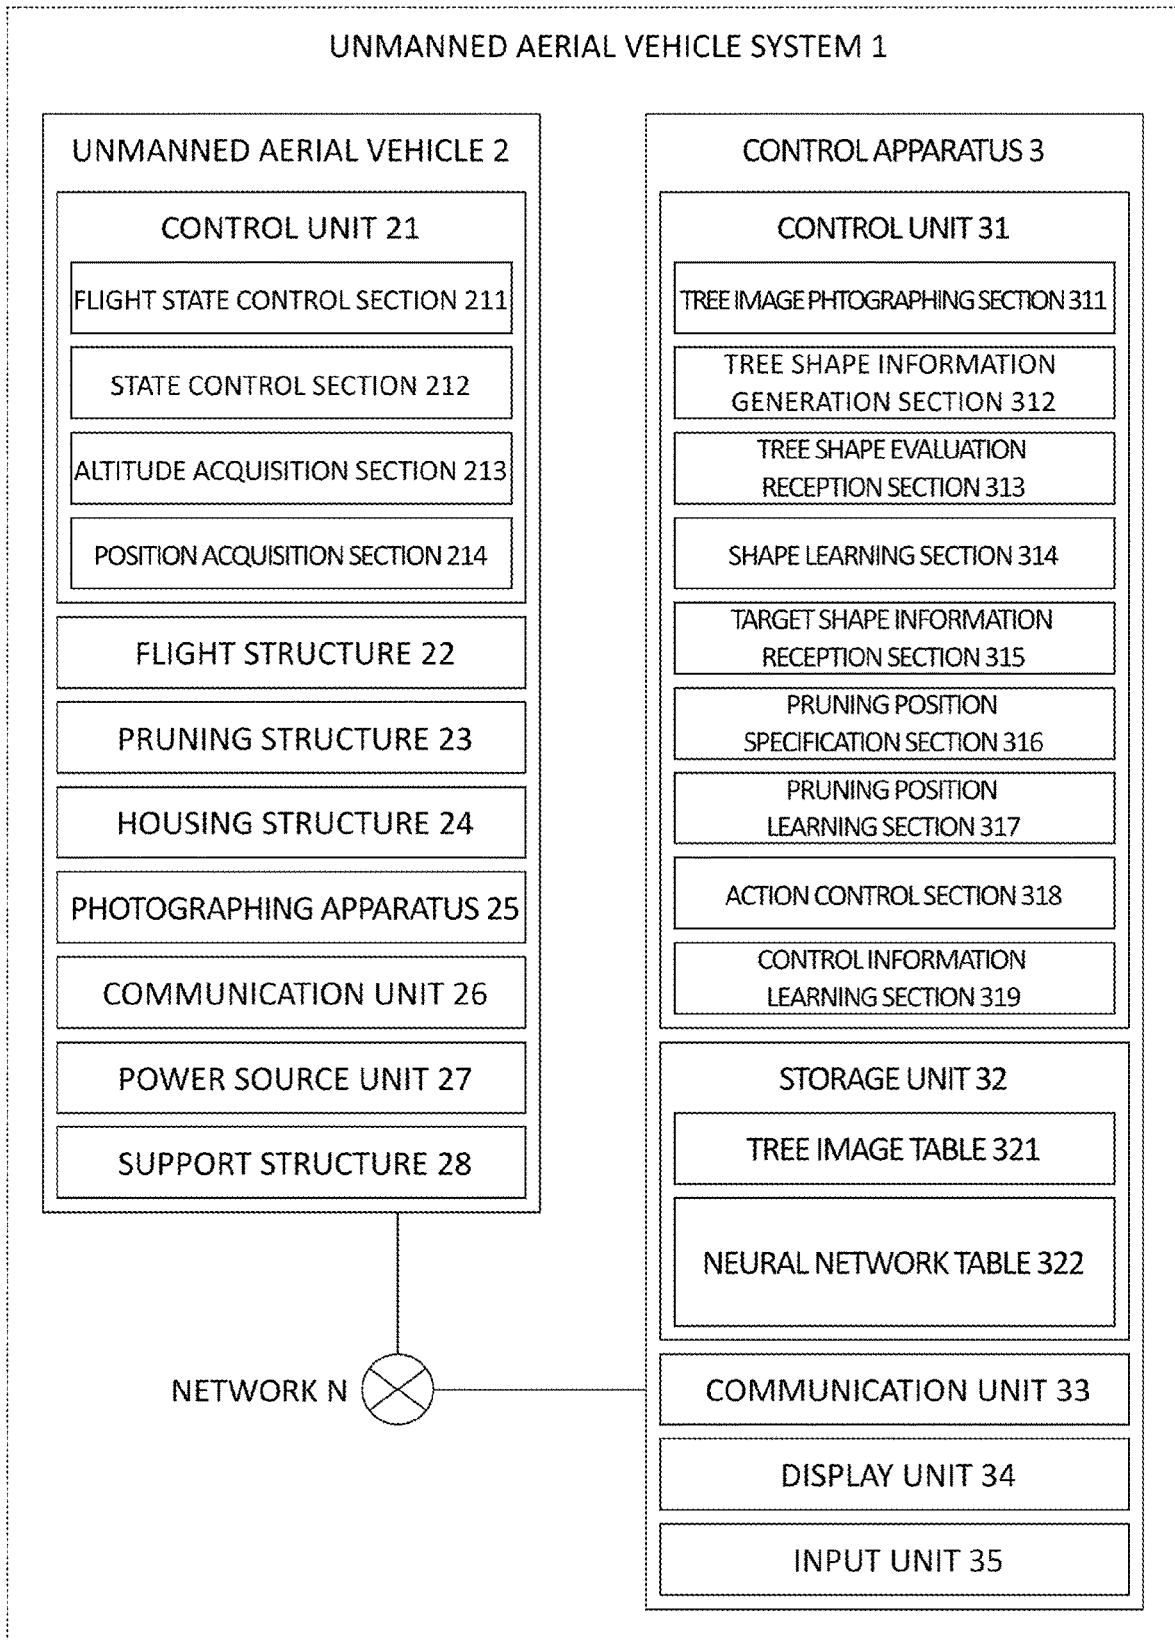 UNMANNED AERIAL VEHICLE SYSTEM 1
UNMANNED AERIAL VEHICLE 2
CONTROL UNIT 21
FLIGHT STATE CONTROL SECTION 211
STATE CONTROL SECTION 212
ALTITUDE ACQUISITION SECTION 213
POSITION ACQUISITION SECTION 214
FLIGHT STRUCTURE 22
PRUNING STRUCTURE 23
HOUSING STRUCTURE 24
PHOTOGRAPHING APPARATUS 25
COMMUNICATION UNIT 26
POWER SOURCE UNIT 27
SUPPORT STRUCTURE 28
NETWORK N
CONTROL APPARATUS 3
CONTROL UNIT 31
TREE IMAGE PHTOGRAPHING SECTION 311
TREE SHAPE INFORMATION
GENERATION SECTION 312
TREE SHAPE EVALUATION
RECEPTION SECTION 313
SHAPE LEARNING SECTION 314
TARGET SHAPE INFORMATION
RECEPTION SECTION 315
PRUNING POSITION
SPECIFICATION SECTION 316
PRUNING POSITION
LEARNING SECTION 317
ACTION CONTROL SECTION 318
CONTROL INFORMATION
LEARNING SECTION 319
STORAGE UNIT 32
TREE IMAGE TABLE 321
NEURAL NETWORK TABLE 322
COMMUNICATION UNIT 33
DISPLAY UNIT 34
INPUT UNIT 35